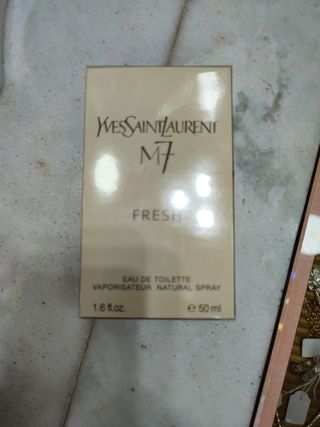 YVESSAINTLAURENT
M7
FRESH
EAU DE TOILETTE
VAPORISATEUR NATURAL SPRAY
1.6 fl.oz. e 50 ml